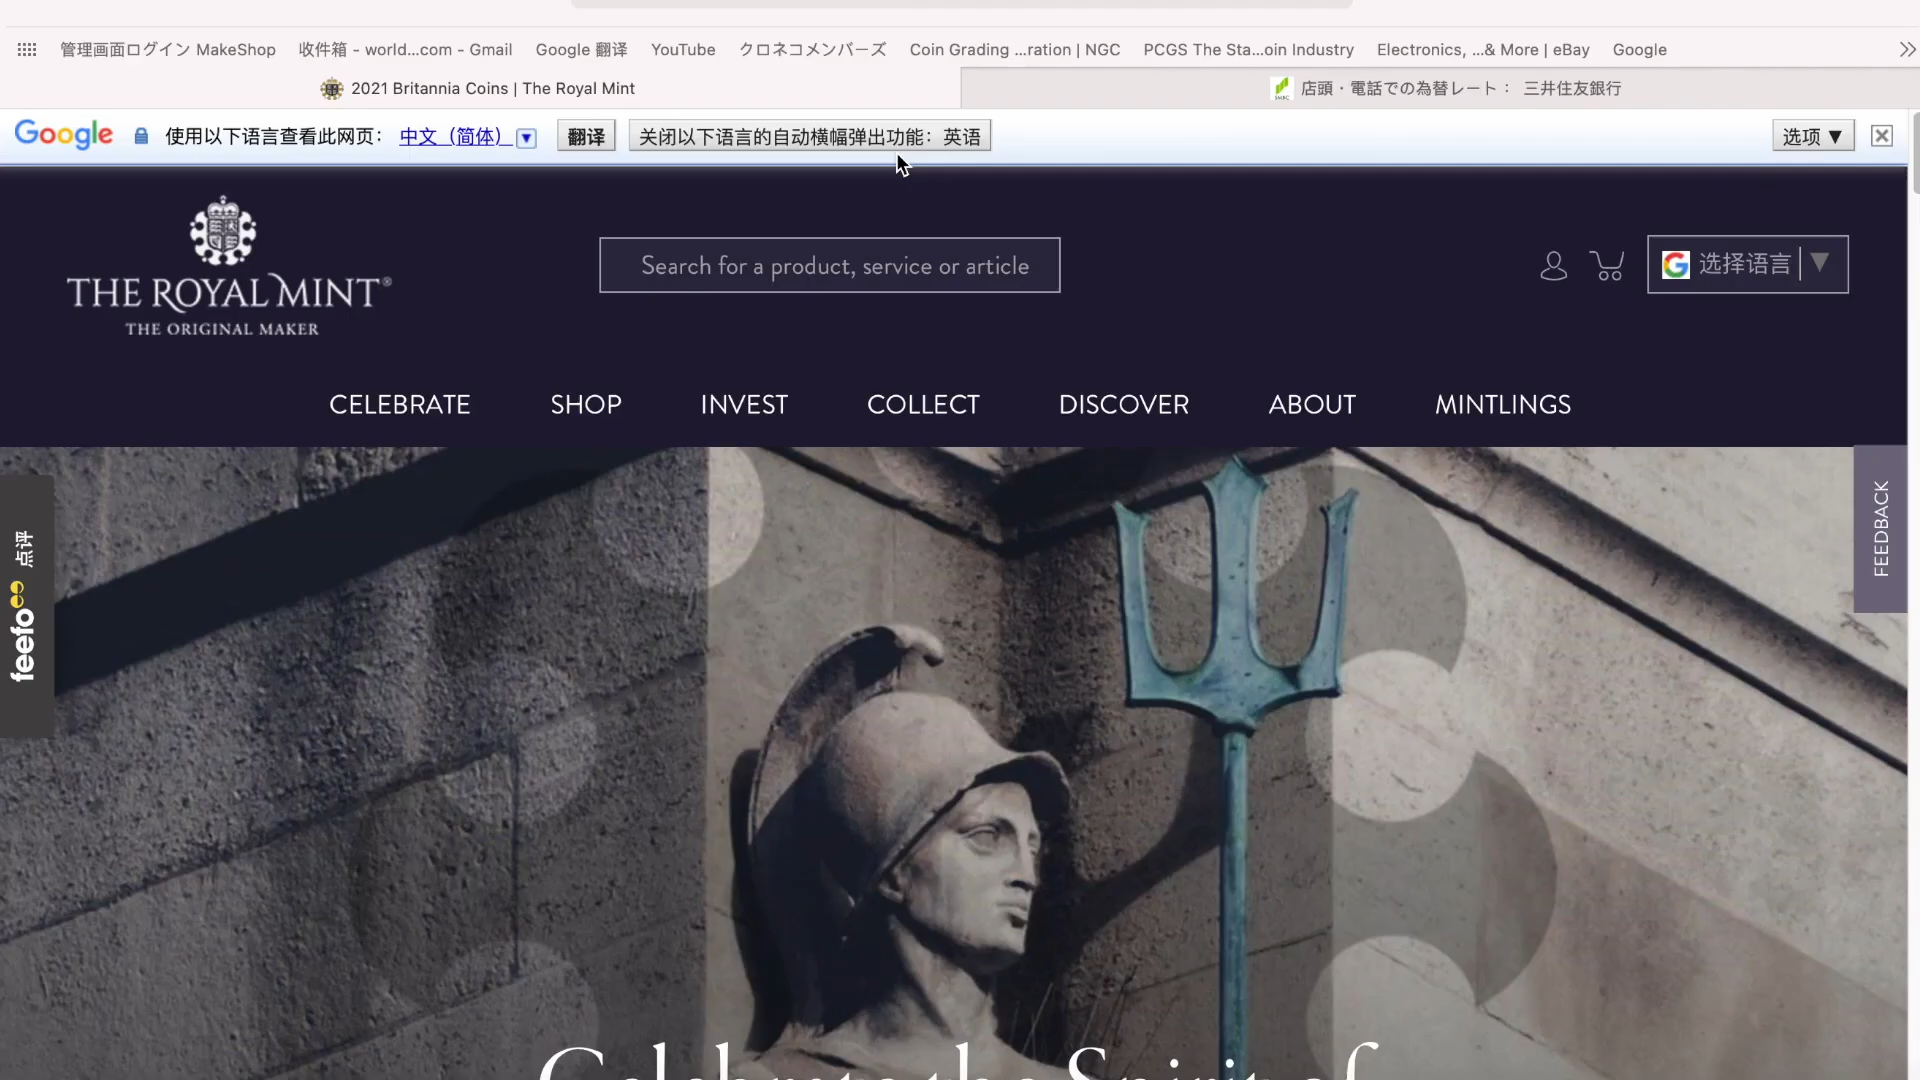 管理画面ログイン MakeShop 收件箱 - world...com - Gmail Google 翻译 YouTube クロネコメンバーズ Coin Grading ...ration | NGC PCGS The Sta...oin Industry Electronics, ...& More | eBay Google
2021 Britannia Coins | The Royal Mint
店頭・電話での為替レート： 三井住友銀行
Google 使用以下语言查看此网页： 中文（简体） 翻译 关闭以下语言的自动横幅弹出功能：英语 选项 ▼
THE ROYAL MINT®
THE ORIGINAL MAKER
Search for a product, service or article
选择语言
CELEBRATE SHOP INVEST COLLECT DISCOVER ABOUT MINTLINGS
FEEDBACK
feefo 点评
Celebrate the Spirit of